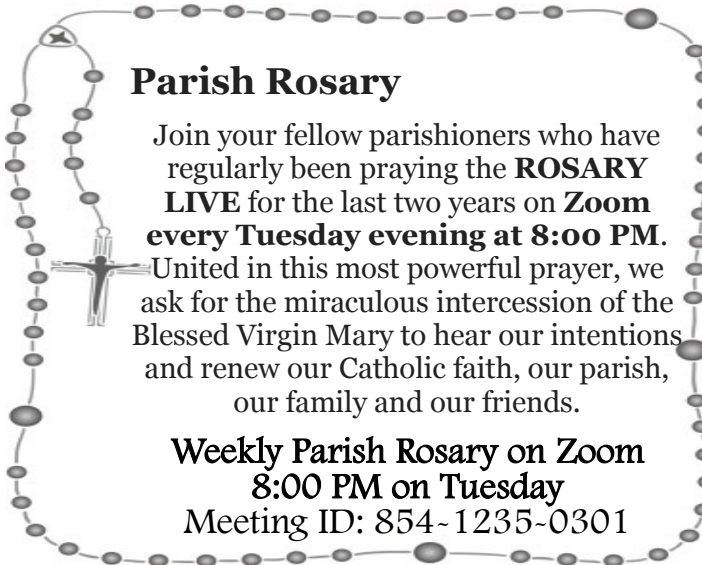 Parish Rosary
Join your fellow parishioners who have
regularly been praying the ROSARY
LIVE for the last two years on Zoom
every Tuesday evening at 8:00 PM.
United in this most powerful prayer, we
ask for the miraculous intercession of the
Blessed Virgin Mary to hear our intentions
and renew our Catholic faith, our parish,
our family and our friends.
Weekly Parish Rosary on Zoom
8:00 PM on Tuesday
Meeting ID: 854-1235-0301